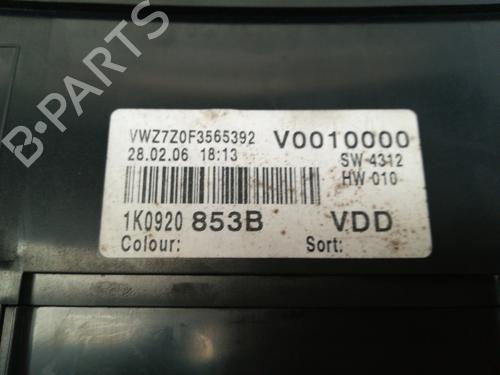 VWZ7Z0F3565392 V0010000
28.02.06 18:13 SW 4312
HW 010
1K0920 853B VDD
Colour: Sort:
B-PARTS